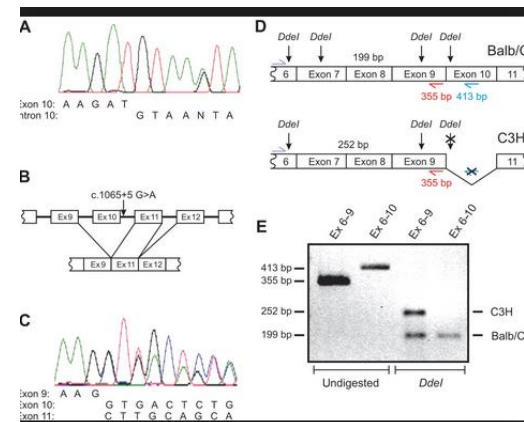 A
Exon 10: A A G A T
ntron 10: G T A A N T A
B
c.1065+5 G>A
Ex9 Ex10 Ex11 Ex12
Ex9 Ex11 Ex12
C
Exon 9: A A G
Exon 10: G T G A C T C T G
Exon 11: C T T G C A G C A
D
DdeI DdeI DdeI DdeI
199 bp
Balb/C
6 Exon 7 Exon 8 Exon 9 Exon 10 11
355 bp 413 bp
DdeI DdeI DdeI
252 bp
C3H
6 Exon 7 Exon 8 Exon 9 11
355 bp
E
Ex 6–9 Ex 6–10 Ex 6–9 Ex 6–10
413 bp
355 bp
252 bp
C3H
199 bp
Balb/C
Undigested DdeI